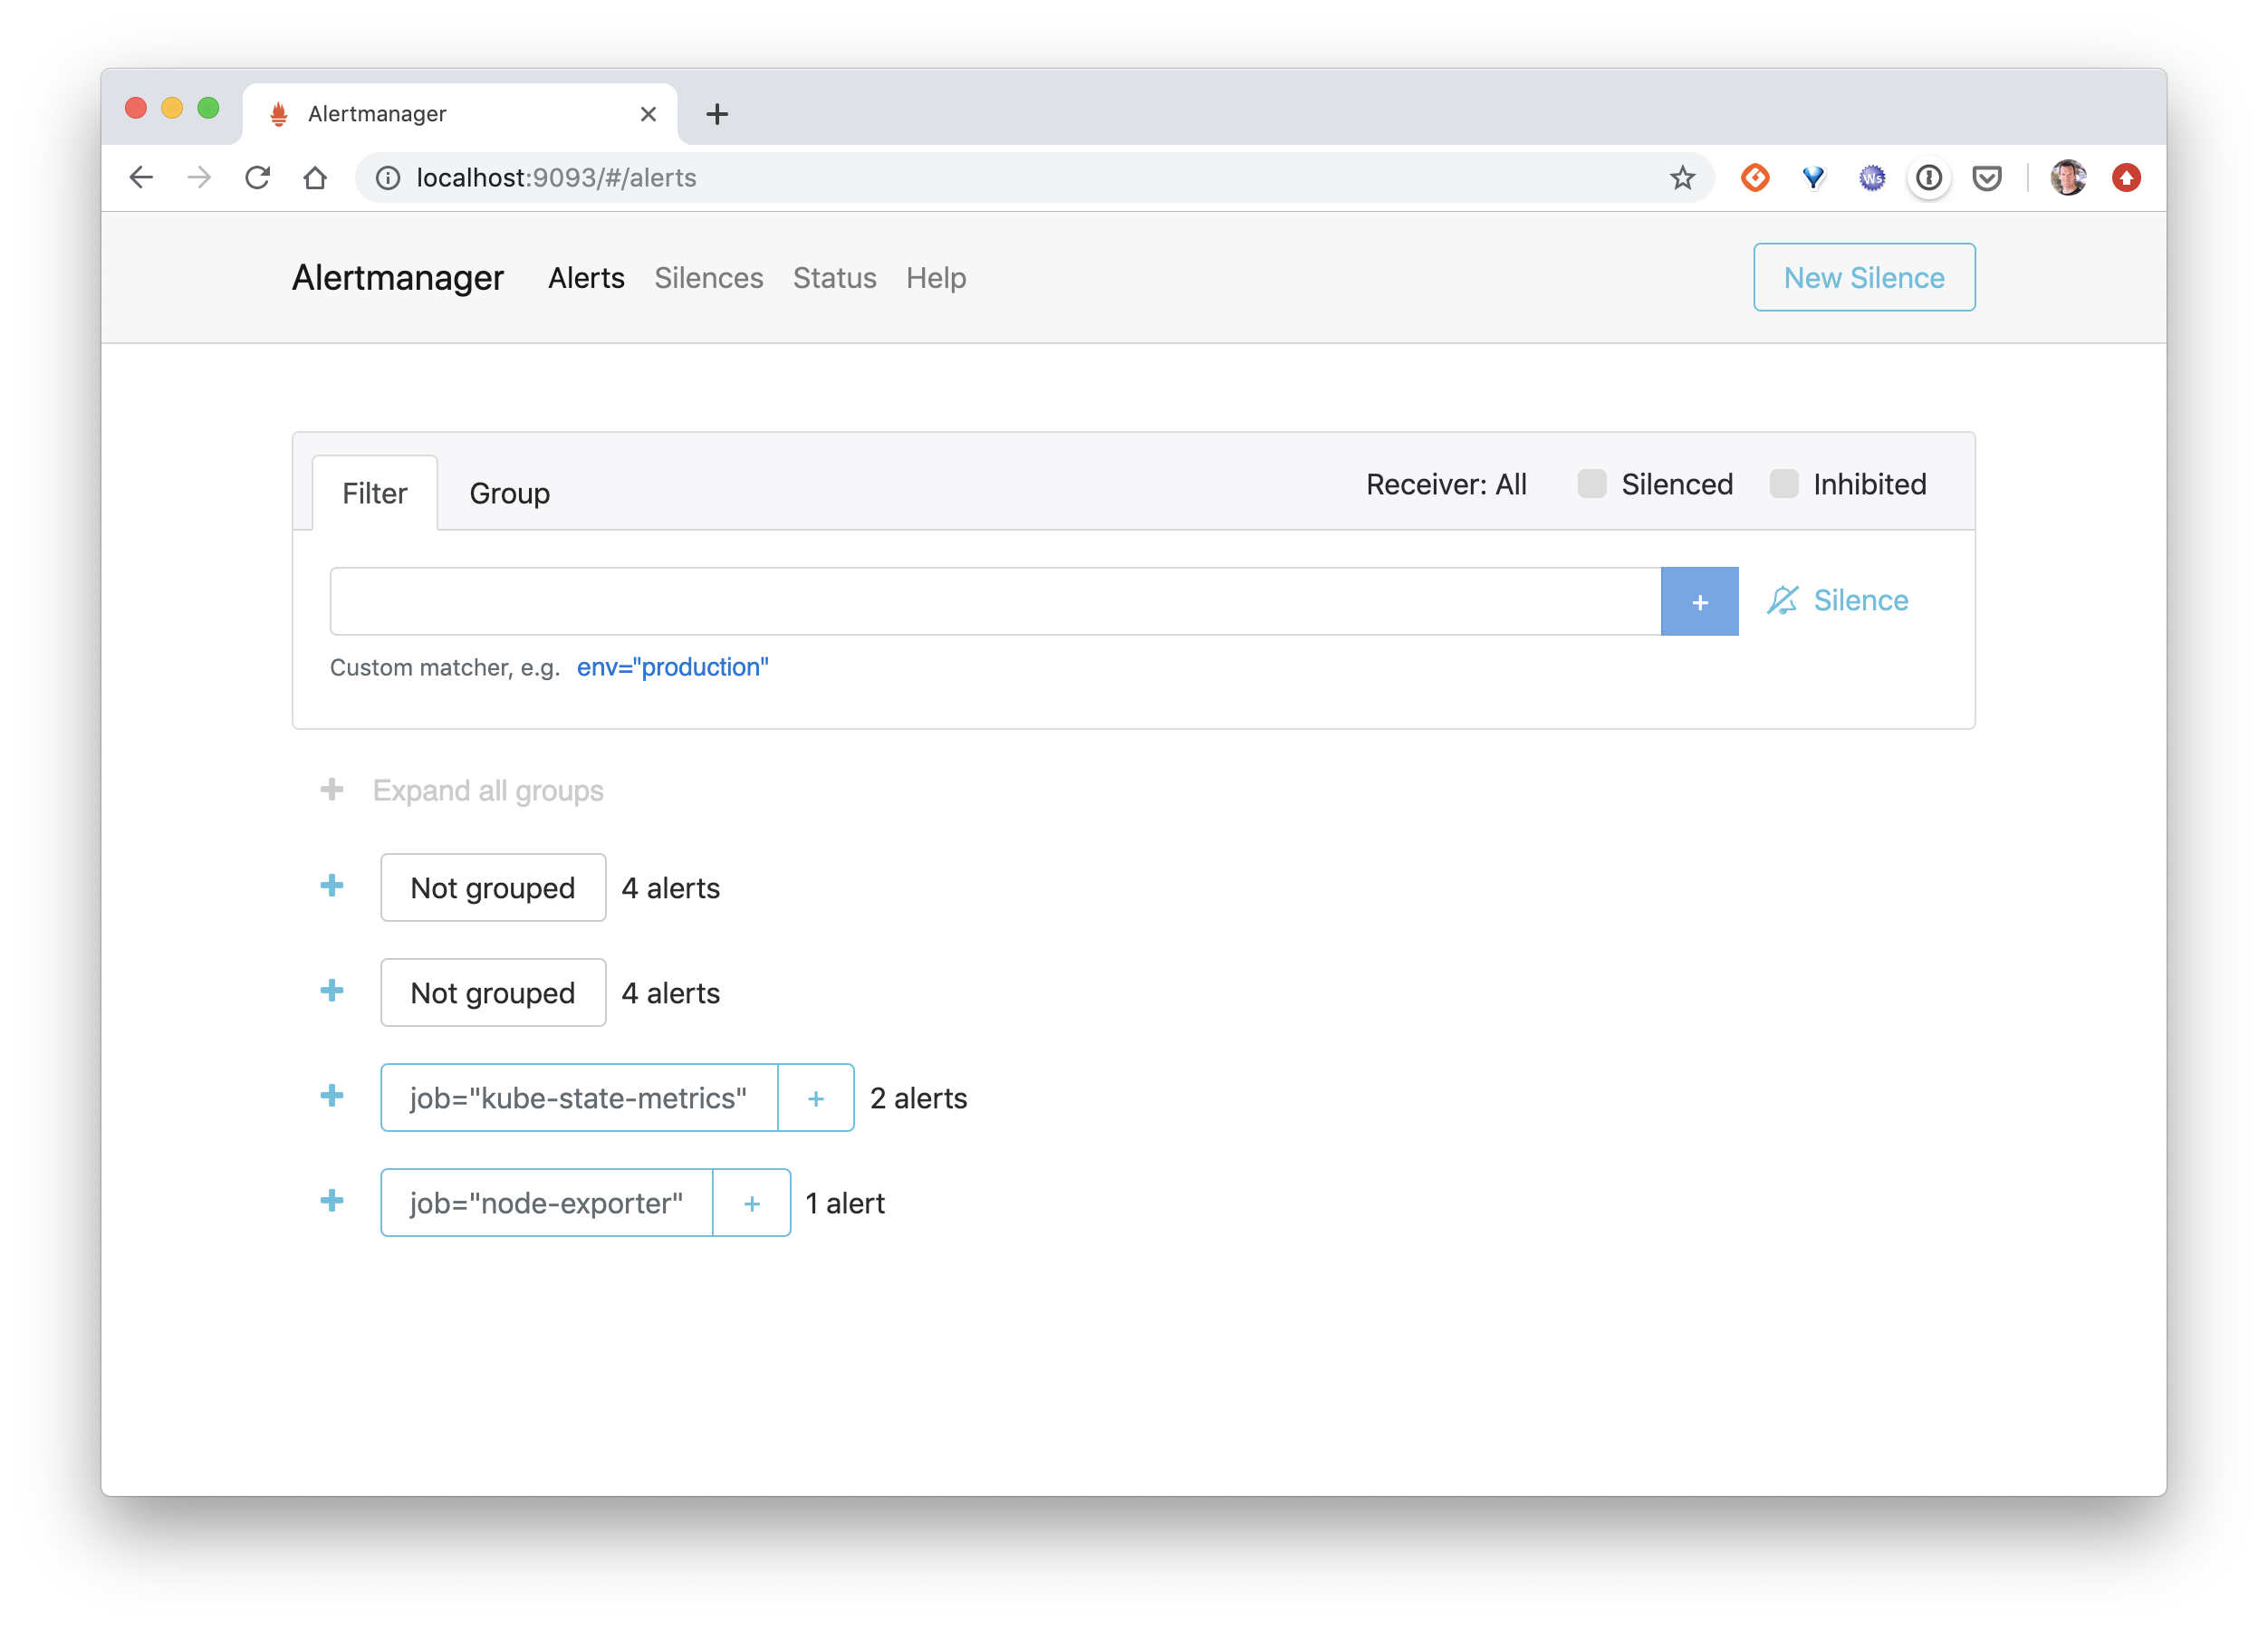 Alertmanager
localhost:9093/#/alerts
Ws
Alertmanager Alerts Silences Status Help New Silence
Filter Group Receiver: All Silenced Inhibited
+ Silence
Custom matcher, e.g. env="production"
+ Expand all groups
+ Not grouped 4 alerts
+ Not grouped 4 alerts
+ job="kube-state-metrics" + 2 alerts
+ job="node-exporter" + 1 alert